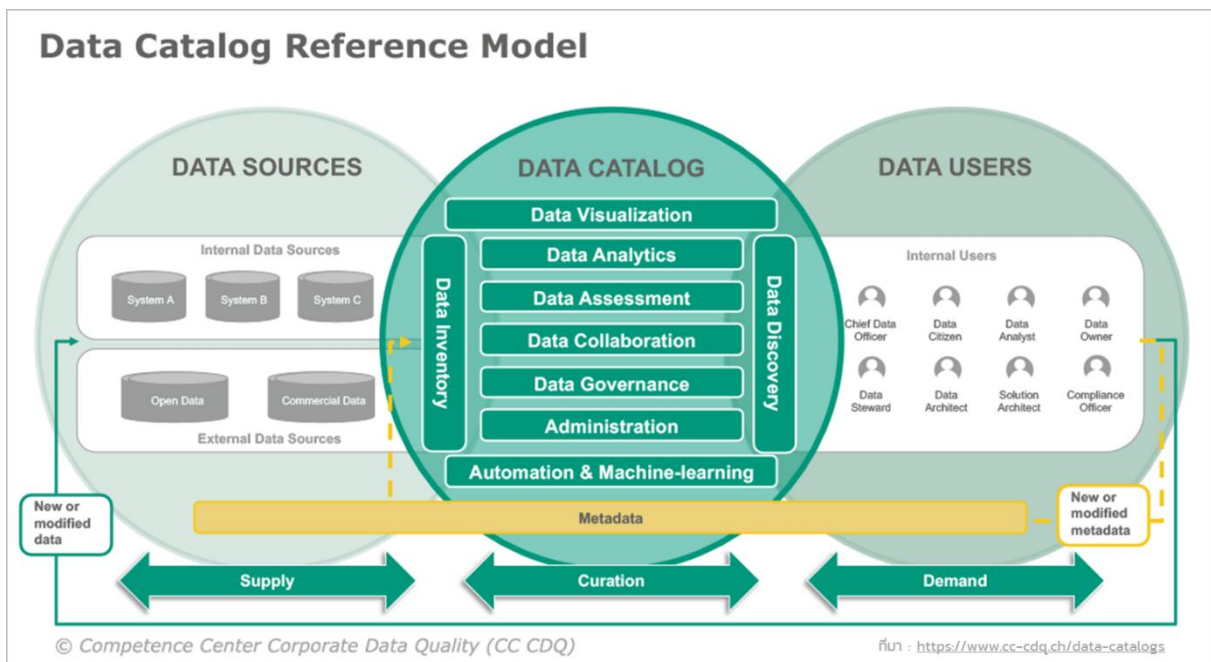 Data Catalog Reference Model
DATA SOURCES
DATA CATALOG
DATA USERS
Internal Data Sources
System A
System B
System C
Open Data
Commercial Data
External Data Sources
Data Visualization
Data Inventory
Data Analytics
Data Assessment
Data Collaboration
Data Governance
Administration
Data Discovery
Automation & Machine-learning
Internal Users
Chief Data
Officer
Data
Citizen
Data
Analyst
Data
Owner
Data
Steward
Data
Architect
Solution
Architect
Compliance
Officer
New or
modified
data
Metadata
New or
modified
metadata
Supply
Curation
Demand
© Competence Center Corporate Data Quality (CC CDQ)
ที่มา : https://www.cc-cdq.ch/data-catalogs